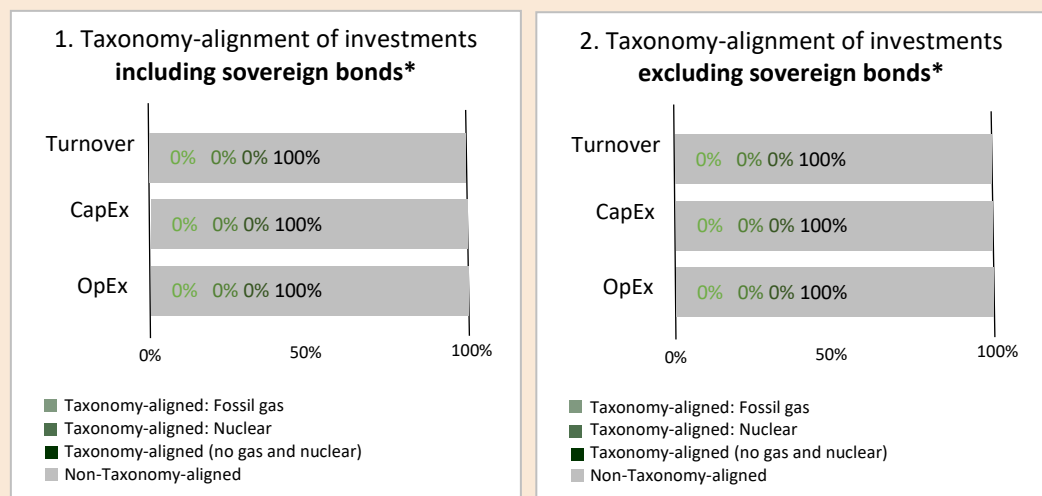 1. Taxonomy-alignment of investments
including sovereign bonds*
Turnover
0% 0% 0% 100%
CapEx
0% 0% 0% 100%
OpEx
0% 0% 0% 100%
0% 50% 100%
Taxonomy-aligned: Fossil gas
Taxonomy-aligned: Nuclear
Taxonomy-aligned (no gas and nuclear)
Non-Taxonomy-aligned
2. Taxonomy-alignment of investments
excluding sovereign bonds*
Turnover
0% 0% 0% 100%
CapEx
0% 0% 0% 100%
OpEx
0% 0% 0% 100%
0% 50% 100%
Taxonomy-aligned: Fossil gas
Taxonomy-aligned: Nuclear
Taxonomy-aligned (no gas and nuclear)
Non-Taxonomy-aligned